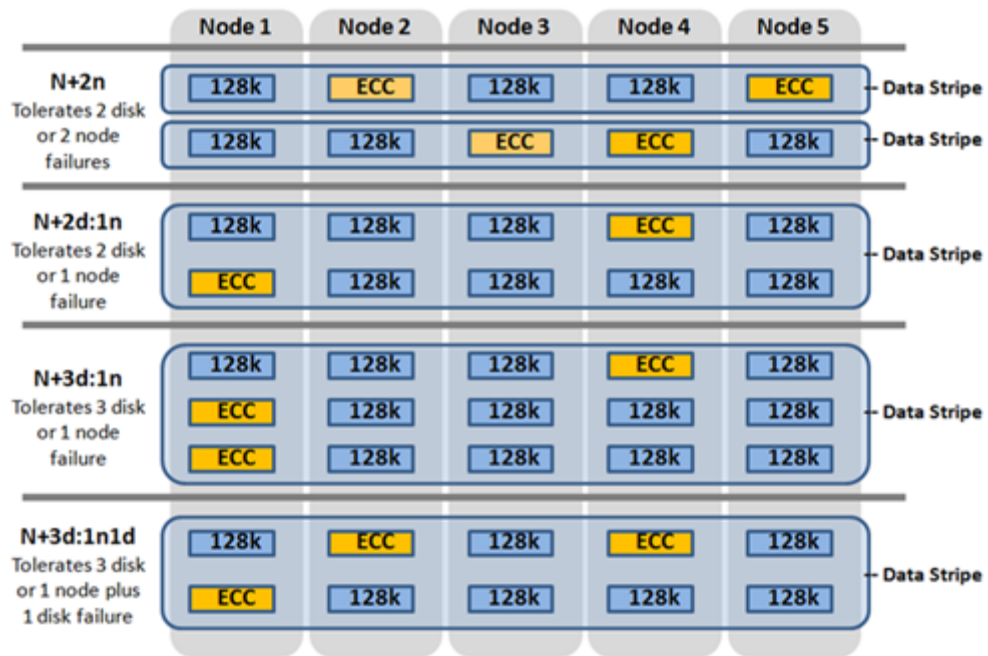 Node 1 Node 2 Node 3 Node 4 Node 5
N+2n
Tolerates 2 disk
or 2 node
failures
128k ECC 128k 128k ECC Data Stripe
128k 128k ECC ECC 128k Data Stripe
N+2d:1n
Tolerates 2 disk
or 1 node
failure
128k 128k 128k ECC 128k
Data Stripe
ECC 128k 128k 128k 128k
N+3d:1n
Tolerates 3 disk
or 1 node
failure
128k 128k 128k ECC 128k
ECC 128k 128k 128k 128k Data Stripe
ECC 128k 128k 128k 128k
N+3d:1n1d
Tolerates 3 disk
or 1 node plus
1 disk failure
128k ECC 128k ECC 128k
Data Stripe
ECC 128k 128k 128k 128k